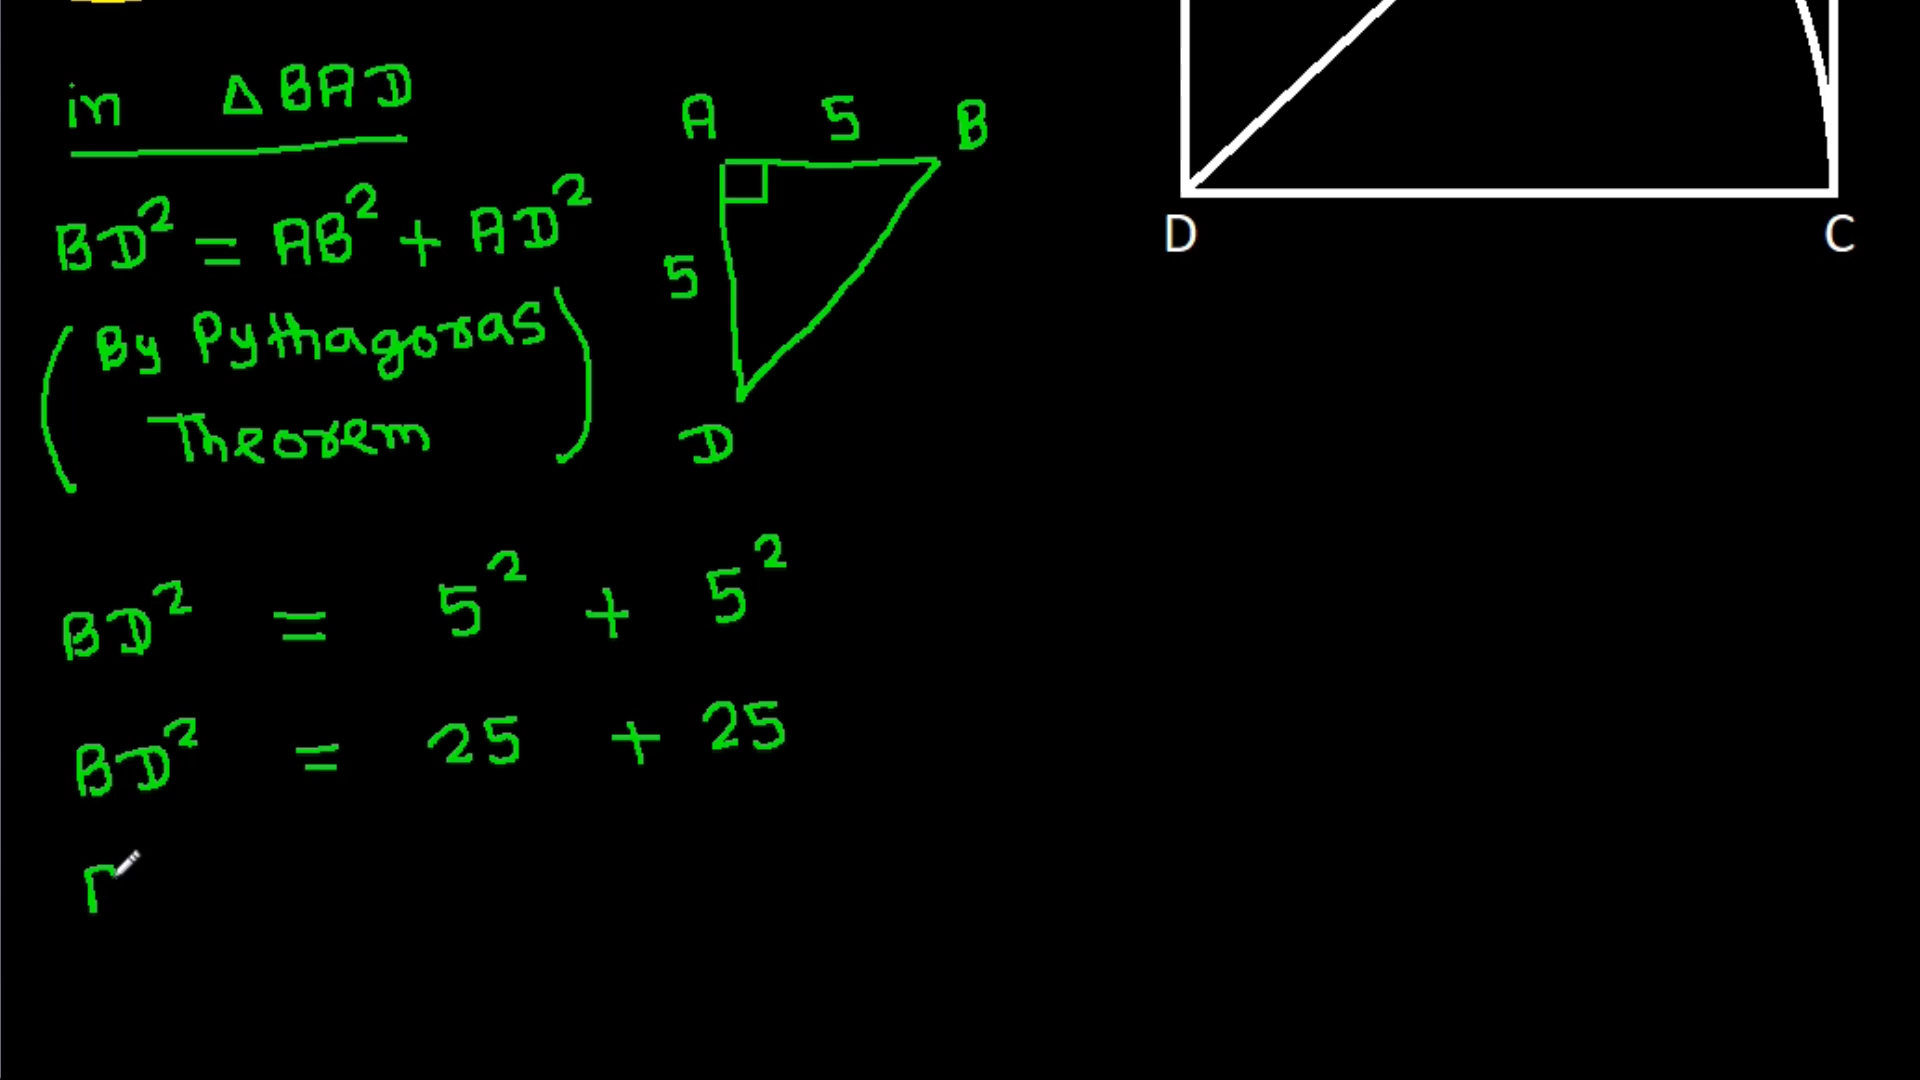 in ΔBAD
BD² = AB² + AD²
(By Pythagoras
Theorem)
A 5 B
5
D
BD² = 5² + 5²
BD² = 25 + 25
D C